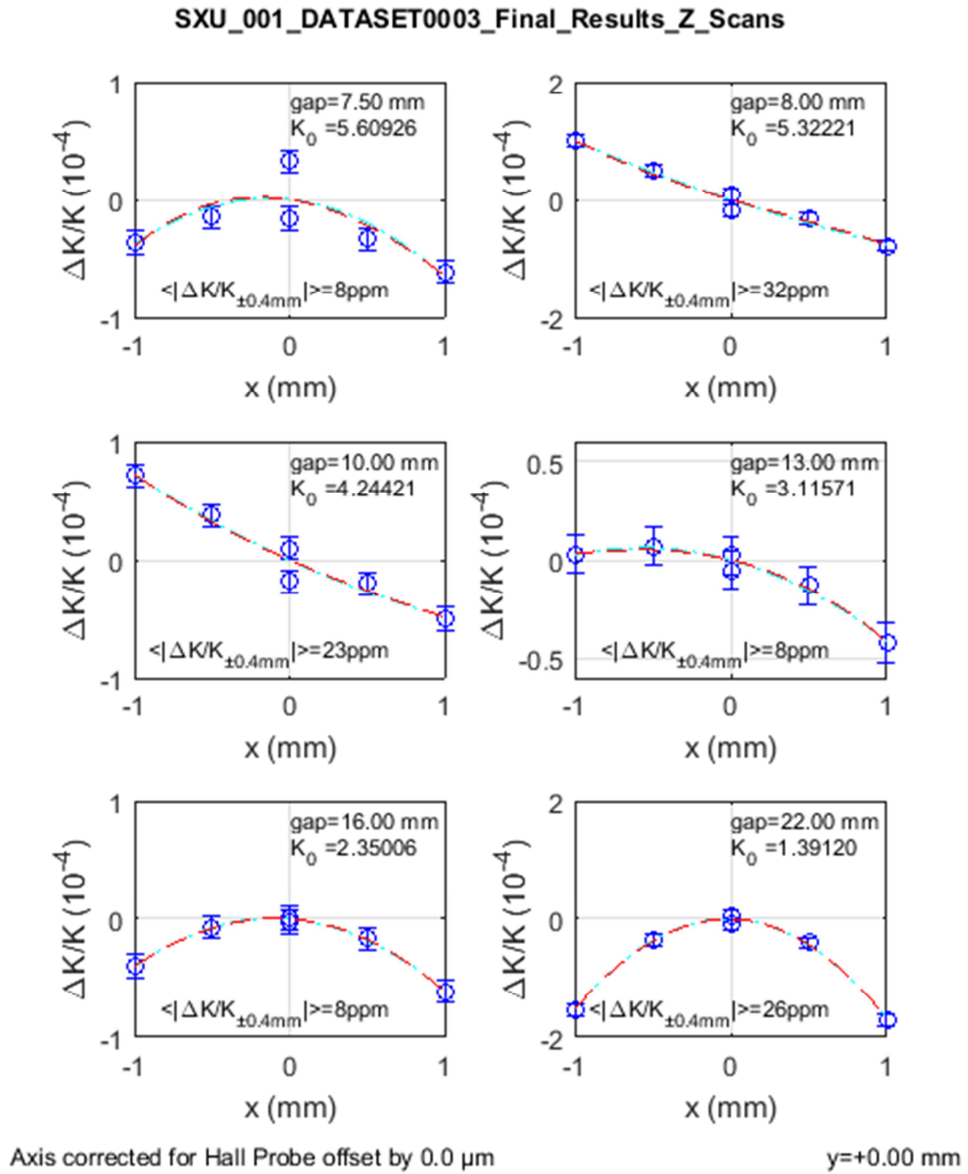 SXU_001_DATASET0003_Final_Results_Z_Scans
gap=7.50 mm
K0 =5.60926
1
0
-1
ΔK/K (10-4)
<|ΔK/K±0.4mm|>=8ppm
-1 0 1
x (mm)
gap=8.00 mm
K0 =5.32221
2
0
-2
ΔK/K (10-4)
<|ΔK/K±0.4mm|>=32ppm
-1 0 1
x (mm)
gap=10.00 mm
K0 =4.24421
1
0
-1
ΔK/K (10-4)
<|ΔK/K±0.4mm|>=23ppm
-1 0 1
x (mm)
gap=13.00 mm
K0 =3.11571
0.5
0
-0.5
ΔK/K (10-4)
<|ΔK/K±0.4mm|>=8ppm
-1 0 1
x (mm)
gap=16.00 mm
K0 =2.35006
1
0
-1
ΔK/K (10-4)
<|ΔK/K±0.4mm|>=8ppm
-1 0 1
x (mm)
gap=22.00 mm
K0 =1.39120
2
0
-2
ΔK/K (10-4)
<|ΔK/K±0.4mm|>=26ppm
-1 0 1
x (mm)
Axis corrected for Hall Probe offset by 0.0 μm
y=+0.00 mm